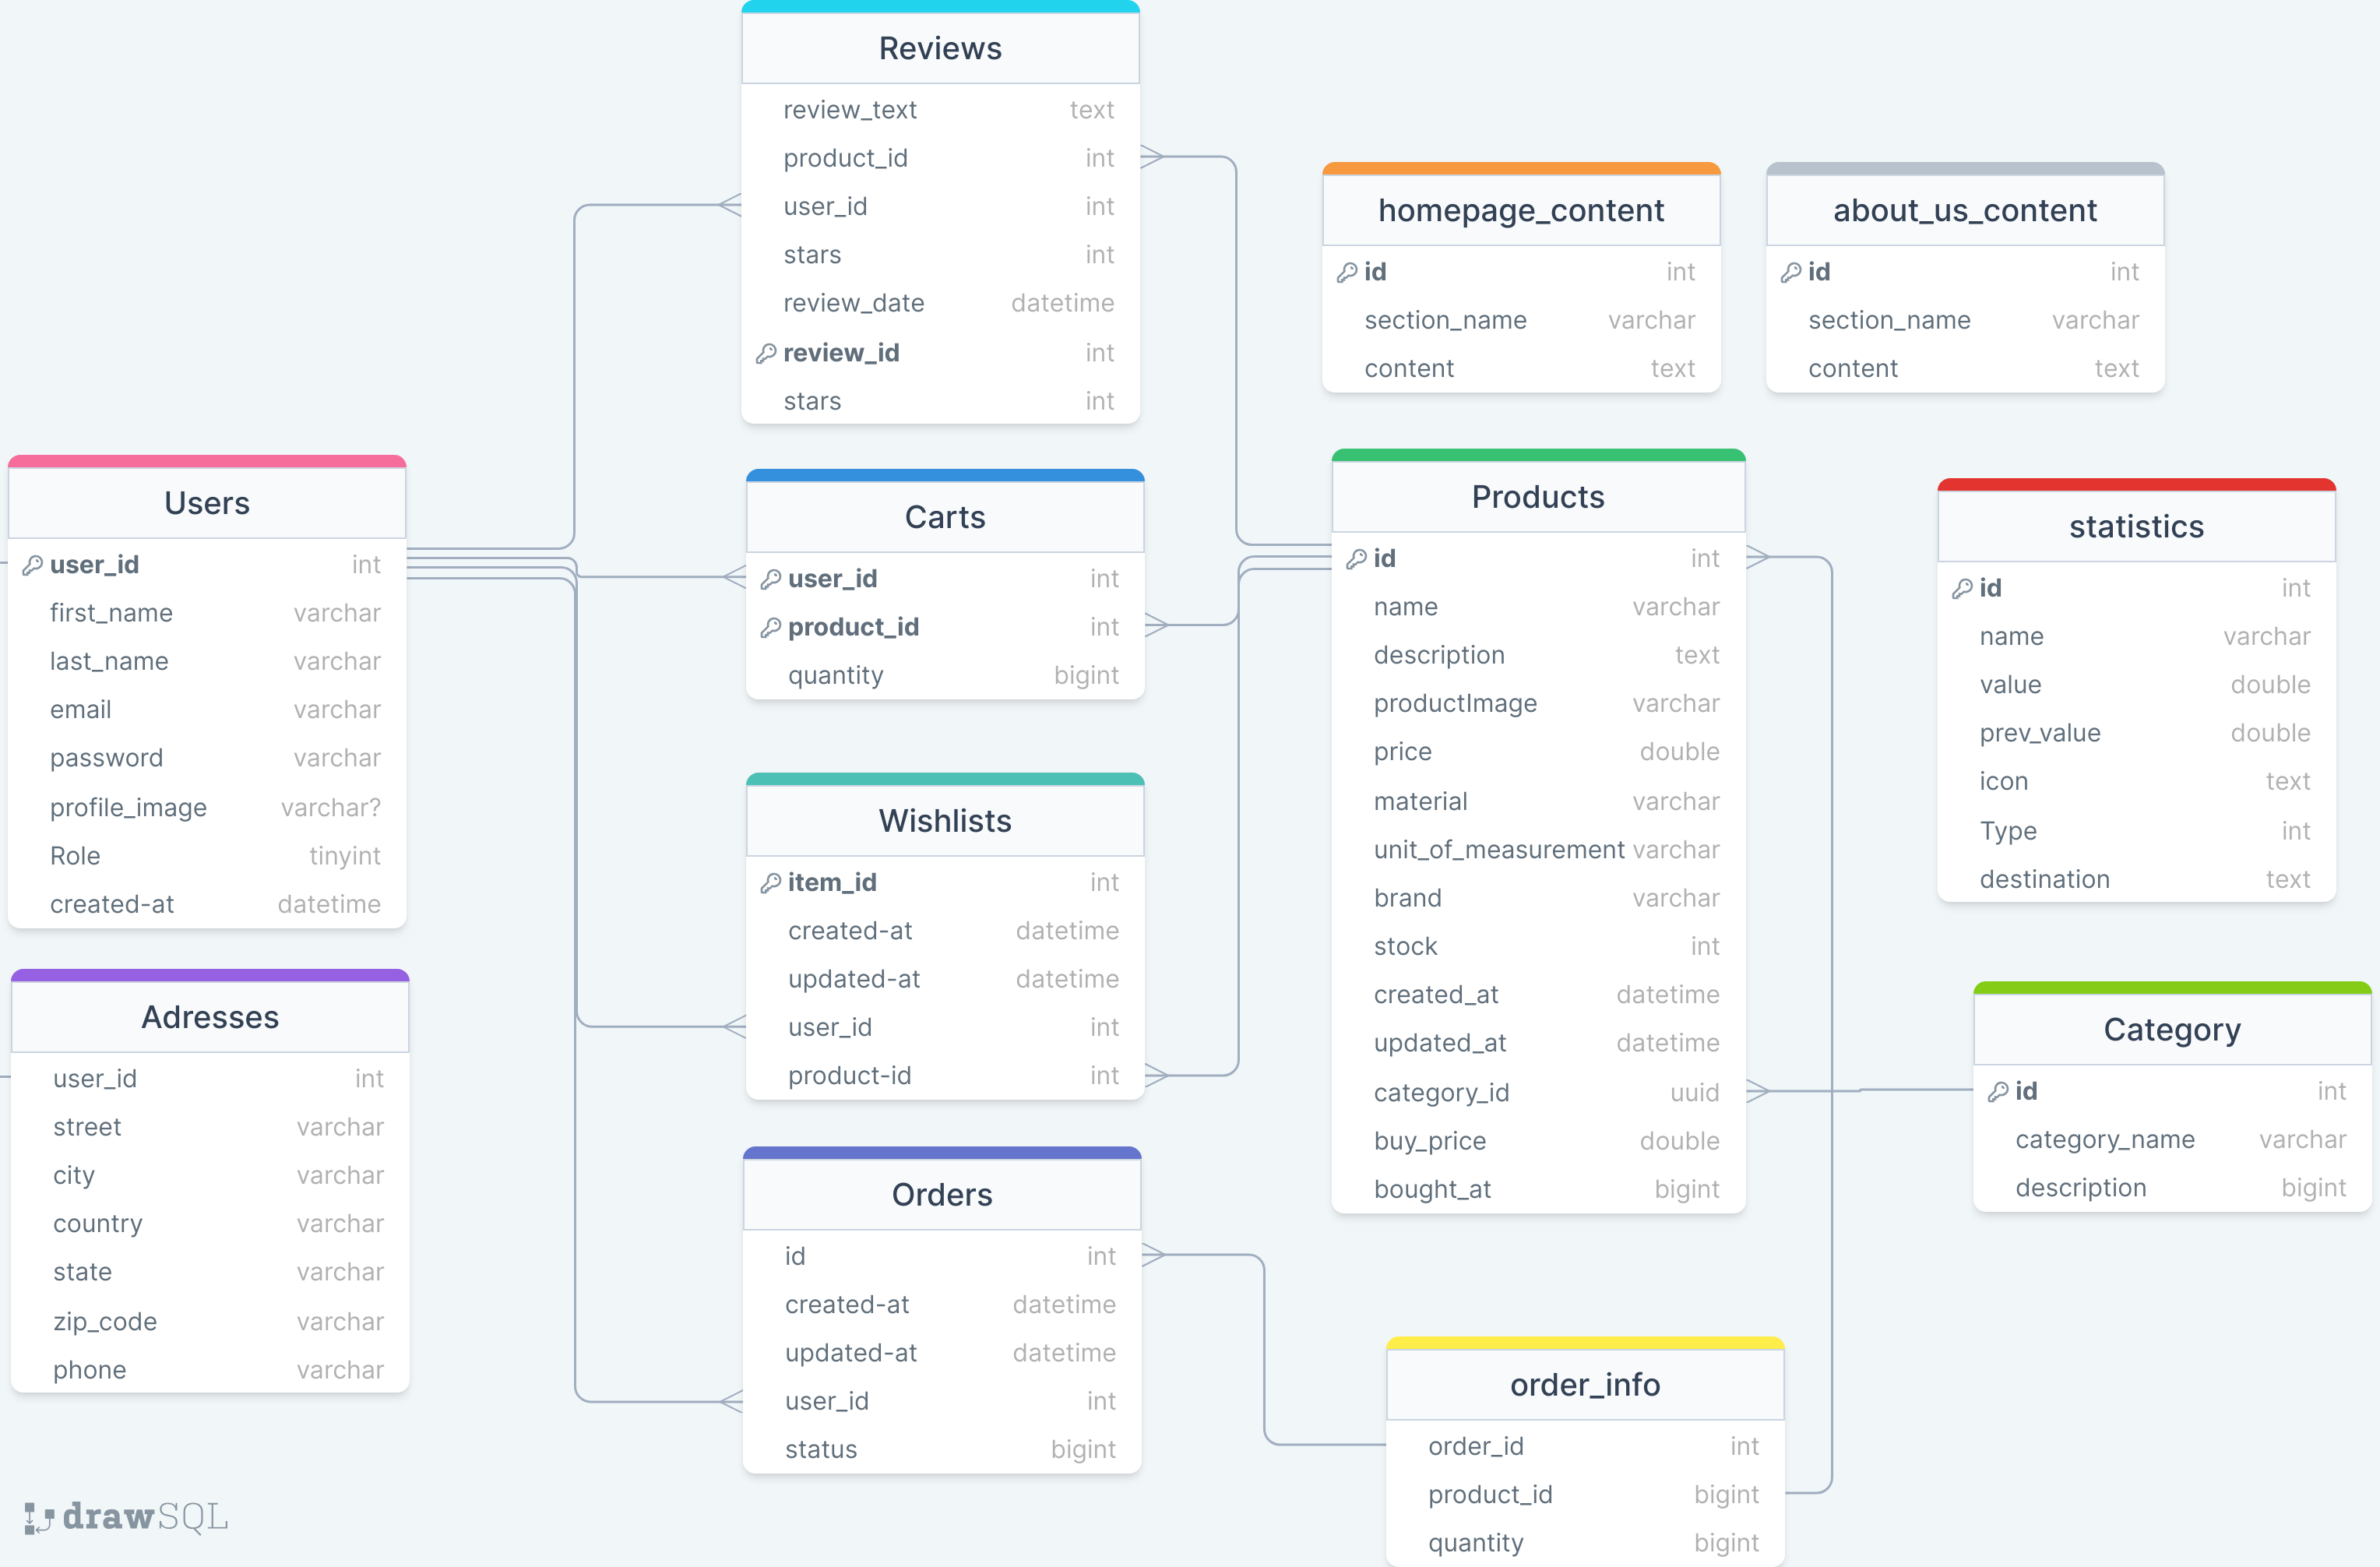 Reviews
review_text text
product_id int
user_id int
stars int
review_date datetime
review_id int
stars int
homepage_content
id int
section_name varchar
content text
about_us_content
id int
section_name varchar
content text
Users
user_id int
first_name varchar
last_name varchar
email varchar
password varchar
profile_image varchar?
Role tinyint
created-at datetime
Carts
user_id int
product_id int
quantity bigint
Products
id int
name varchar
description text
productImage varchar
price double
material varchar
unit_of_measurement varchar
brand varchar
stock int
created_at datetime
updated_at datetime
category_id uuid
buy_price double
bought_at bigint
statistics
id int
name varchar
value double
prev_value double
icon text
Type int
destination text
Wishlists
item_id int
created-at datetime
updated-at datetime
user_id int
product-id int
Adresses
user_id int
street varchar
city varchar
country varchar
state varchar
zip_code varchar
phone varchar
Category
id int
category_name varchar
description bigint
Orders
id int
created-at datetime
updated-at datetime
user_id int
status bigint
order_info
order_id int
product_id bigint
quantity bigint
drawSQL